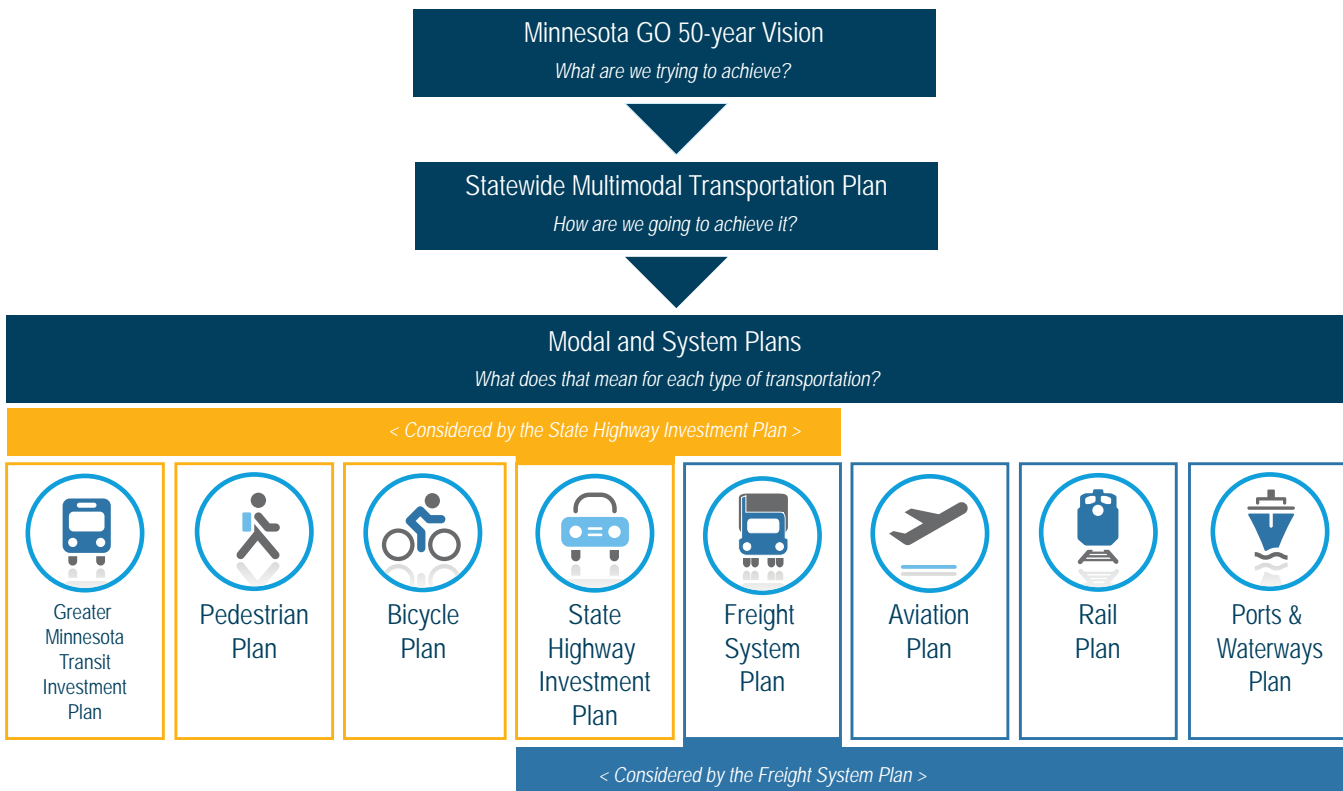 Minnesota GO 50-year Vision
What are we trying to achieve?
Statewide Multimodal Transportation Plan
How are we going to achieve it?
Modal and System Plans
What does that mean for each type of transportation?
< Considered by the State Highway Investment Plan >
Greater
Minnesota
Transit
Investment
Plan
Pedestrian
Plan
Bicycle
Plan
State
Highway
Investment
Plan
Freight
System
Plan
Aviation
Plan
Rail
Plan
Ports &
Waterways
Plan
< Considered by the Freight System Plan >